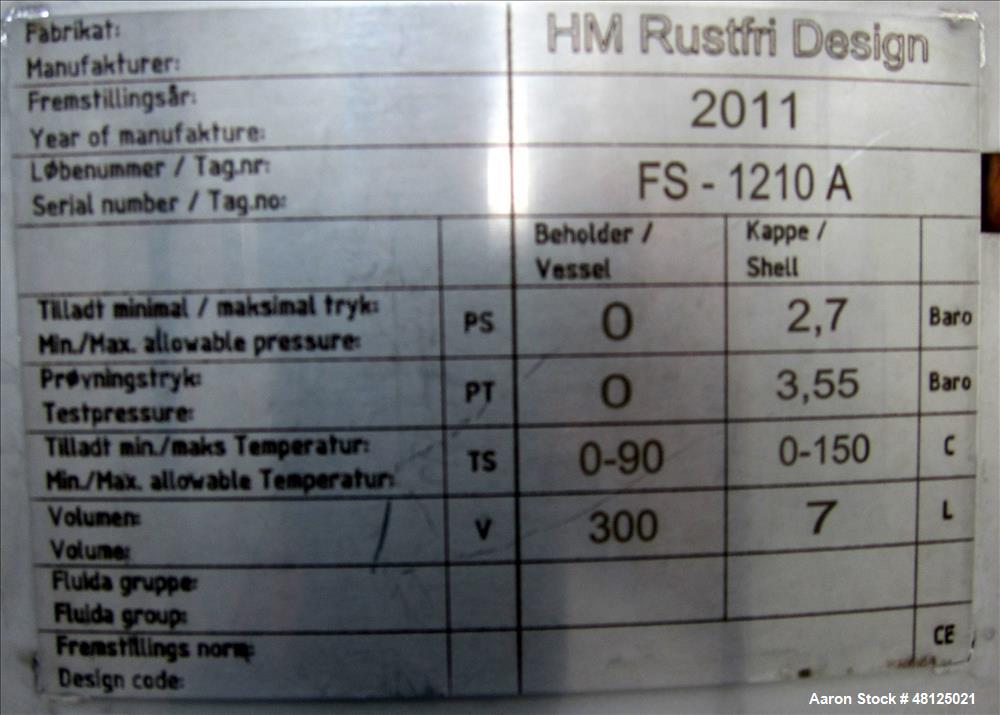 Fabrikat:
Manufakturer:
HM Rustfri Design
Fremstillingsår:
Year of manufakture:
2011
Løbenummer / Tag.nr:
Serial number / Tag.no:
FS - 1210 A
Beholder /
Vessel
Kappe /
Shell
Tilladt minimal / maksimal tryk:
Min./Max. allowable pressure:
PS 0 2,7 Baro
Prøvningstryk:
Testpressure:
PT 0 3,55 Baro
Tilladt min./maks Temperatur:
Min./Max. allowable Temperatur:
TS 0-90 0-150 C
Volumen:
Volume:
V 300 7 L
Fluida gruppe:
Fluida group:
Fremstillings norm:
Design code:
CE
Aaron Stock # 48125021